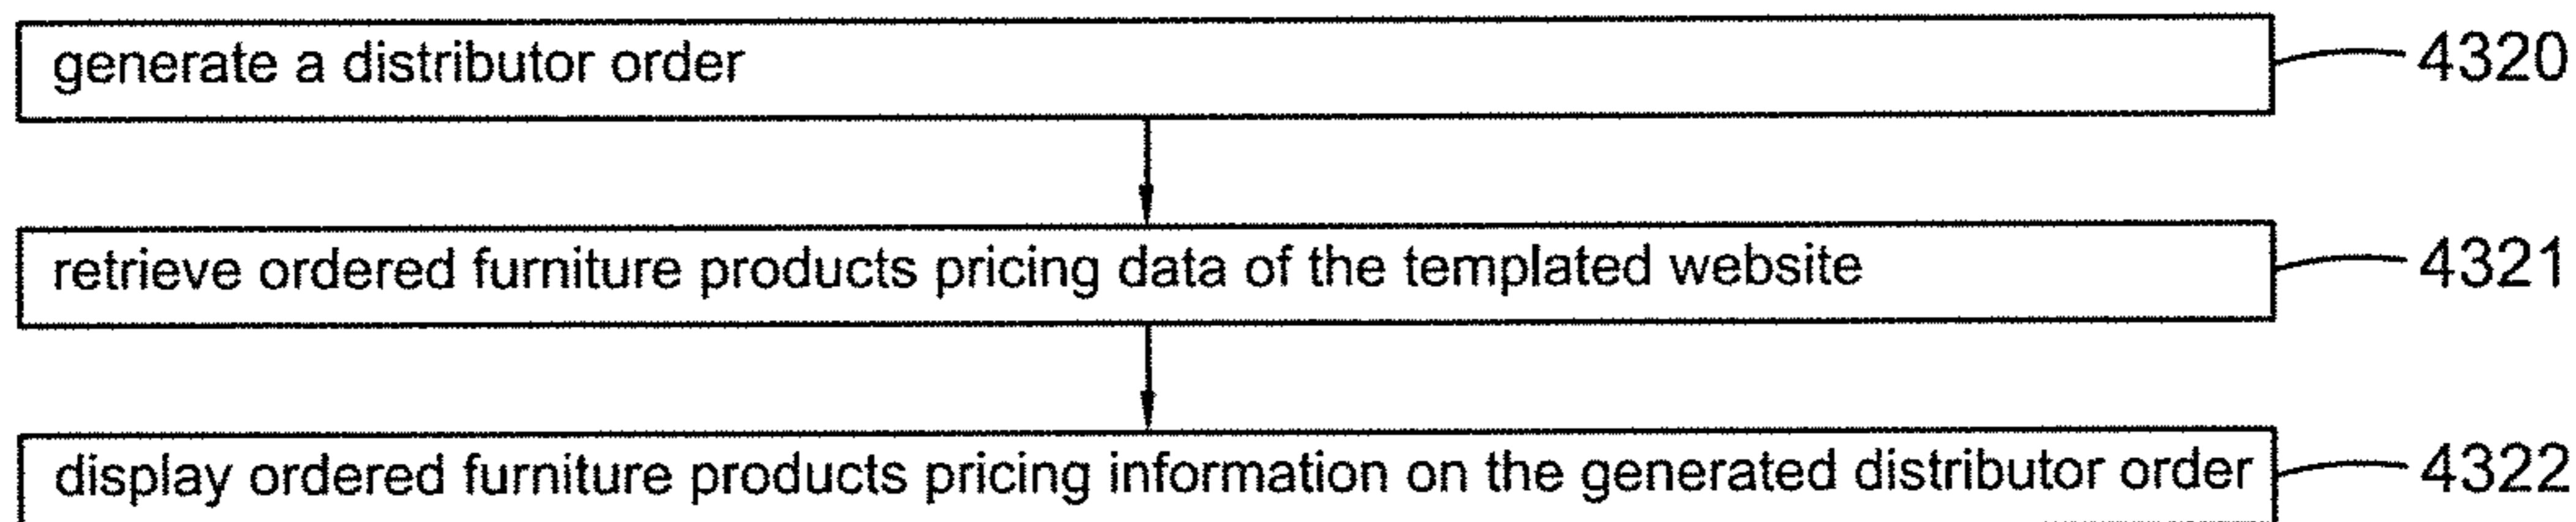 generate a distributor order 4320
retrieve ordered furniture products pricing data of the templated website 4321
display ordered furniture products pricing information on the generated distributor order 4322